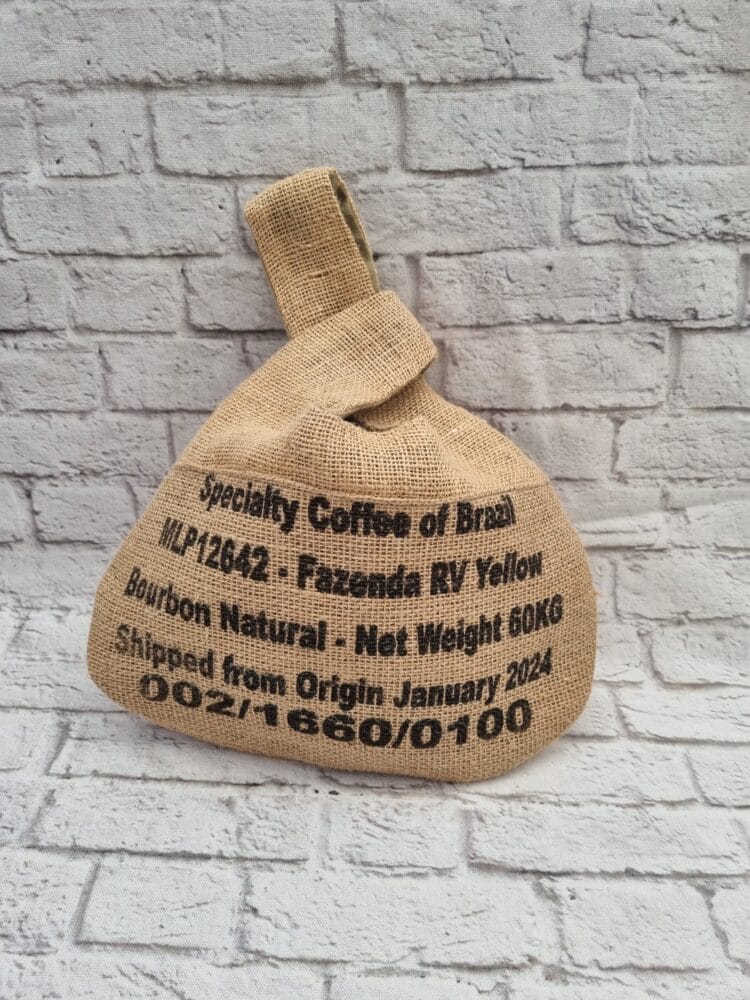 Specialty Coffee of Brazil
MLP12642 - Fazenda RV Yellow
Bourbon Natural - Net Weight 60KG
Shipped from Origin January 2024
002/1660/0100